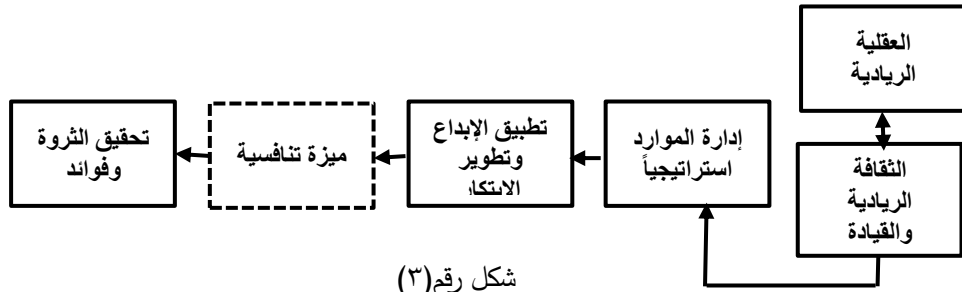 العقلية
الريادية
الثقافة
الريادية
والقيادة
إدارة الموارد
استراتيجياً
تطبيق الإبداع
وتطوير
ميزة تنافسية
تحقيق الثروة
وفوائد
شكل رقم(٣)